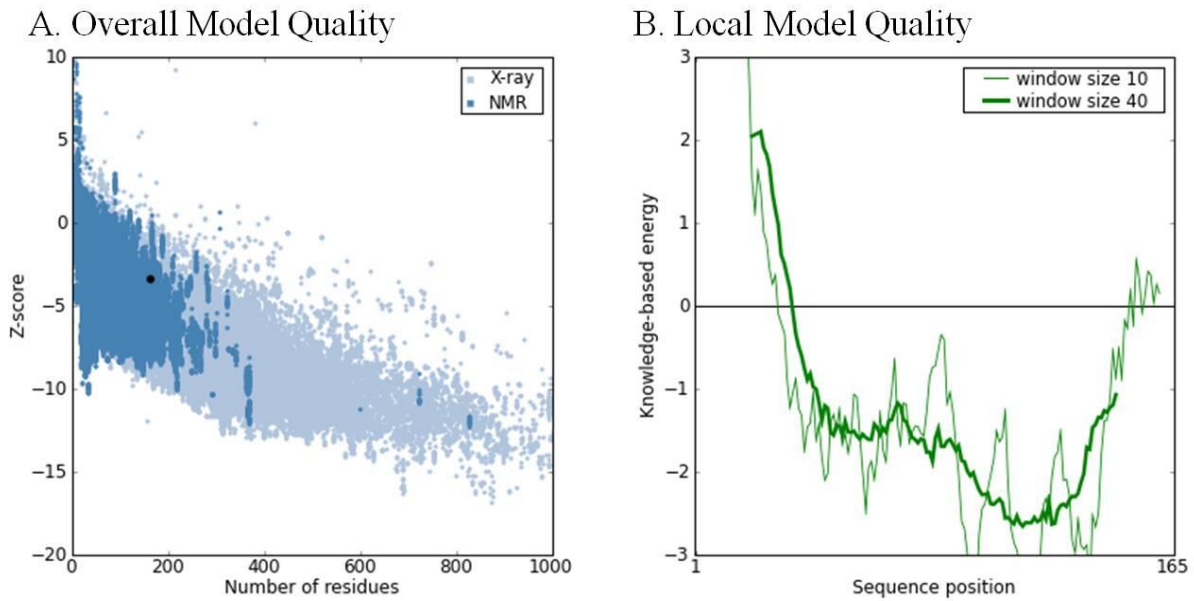 A. Overall Model Quality
10
5
0
−5
−10
−15
−20
Z-score
X-ray
NMR
0 200 400 600 800 1000
Number of residues
B. Local Model Quality
3
2
1
0
−1
−2
−3
Knowledge-based energy
window size 10
window size 40
1 165
Sequence position